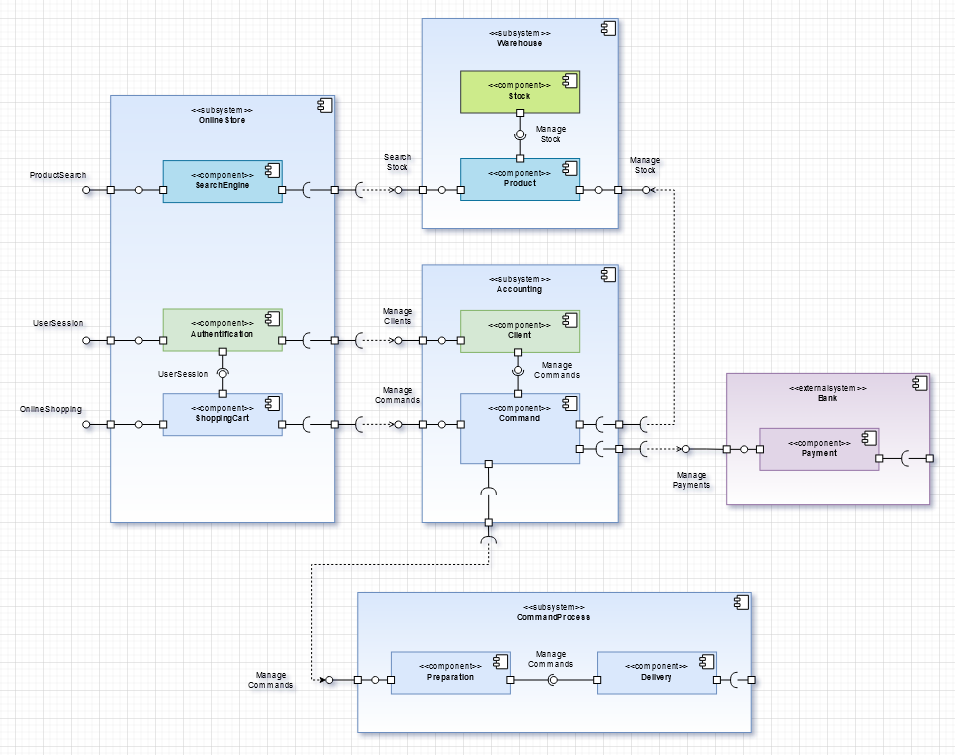 <<subsystem>>
Warehouse
<<component>>
Stock
Manage
Stock
<<component>>
Product
<<subsystem>>
OnlineStore
ProductSearch
<<component>>
SearchEngine
Search
Stock
Manage
Stock
<<subsystem>>
Accounting
UserSession
<<component>>
Authentification
Manage
Clients
<<component>>
Client
UserSession
Manage
Commands
OnlineShopping
<<component>>
ShoppingCart
Manage
Commands
<<component>>
Command
<<externalsystem>>
Bank
<<component>>
Payment
Manage
Payments
<<subsystem>>
CommandProcess
Manage
Commands
<<component>>
Preparation
Manage
Commands
<<component>>
Delivery